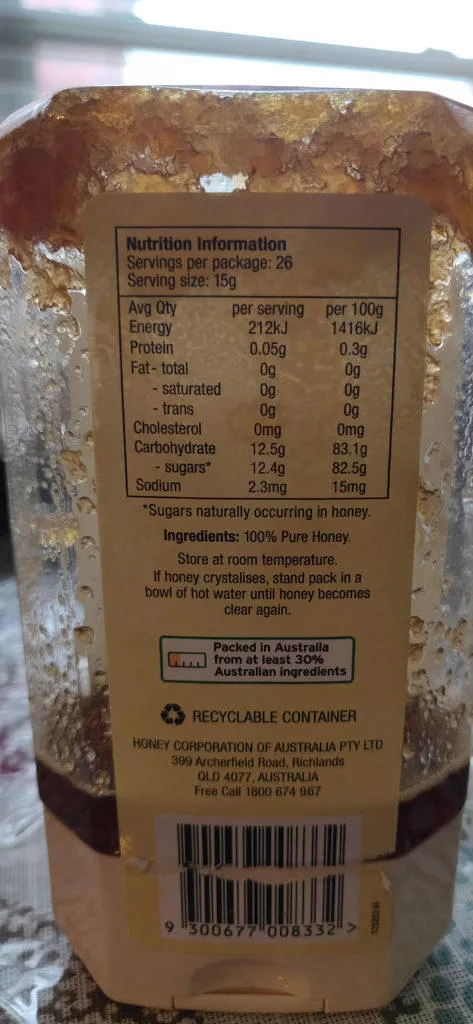 Nutrition Information
Servings per package: 26
Serving size: 15g
Avg Qty per serving per 100g
Energy 212kJ 1416kJ
Protein 0.05g 0.3g
Fat- total 0g 0g
- saturated 0g 0g
- trans 0g 0g
Cholesterol 0mg 0mg
Carbohydrate 12.5g 83.1g
- sugars* 12.4g 82.5g
Sodium 2.3mg 15mg
*Sugars naturally occurring in honey.
Ingredients: 100% Pure Honey.
Store at room temperature.
If honey crystalises, stand pack in a
bowl of hot water until honey becomes
clear again.
Packed in Australia
from at least 30%
Australian ingredients
RECYCLABLE CONTAINER
HONEY CORPORATION OF AUSTRALIA PTY LTD
399 Archerfield Road, Richlands
QLD 4077, AUSTRALIA
Free Call 1800 674 967
9 300677 008332 >